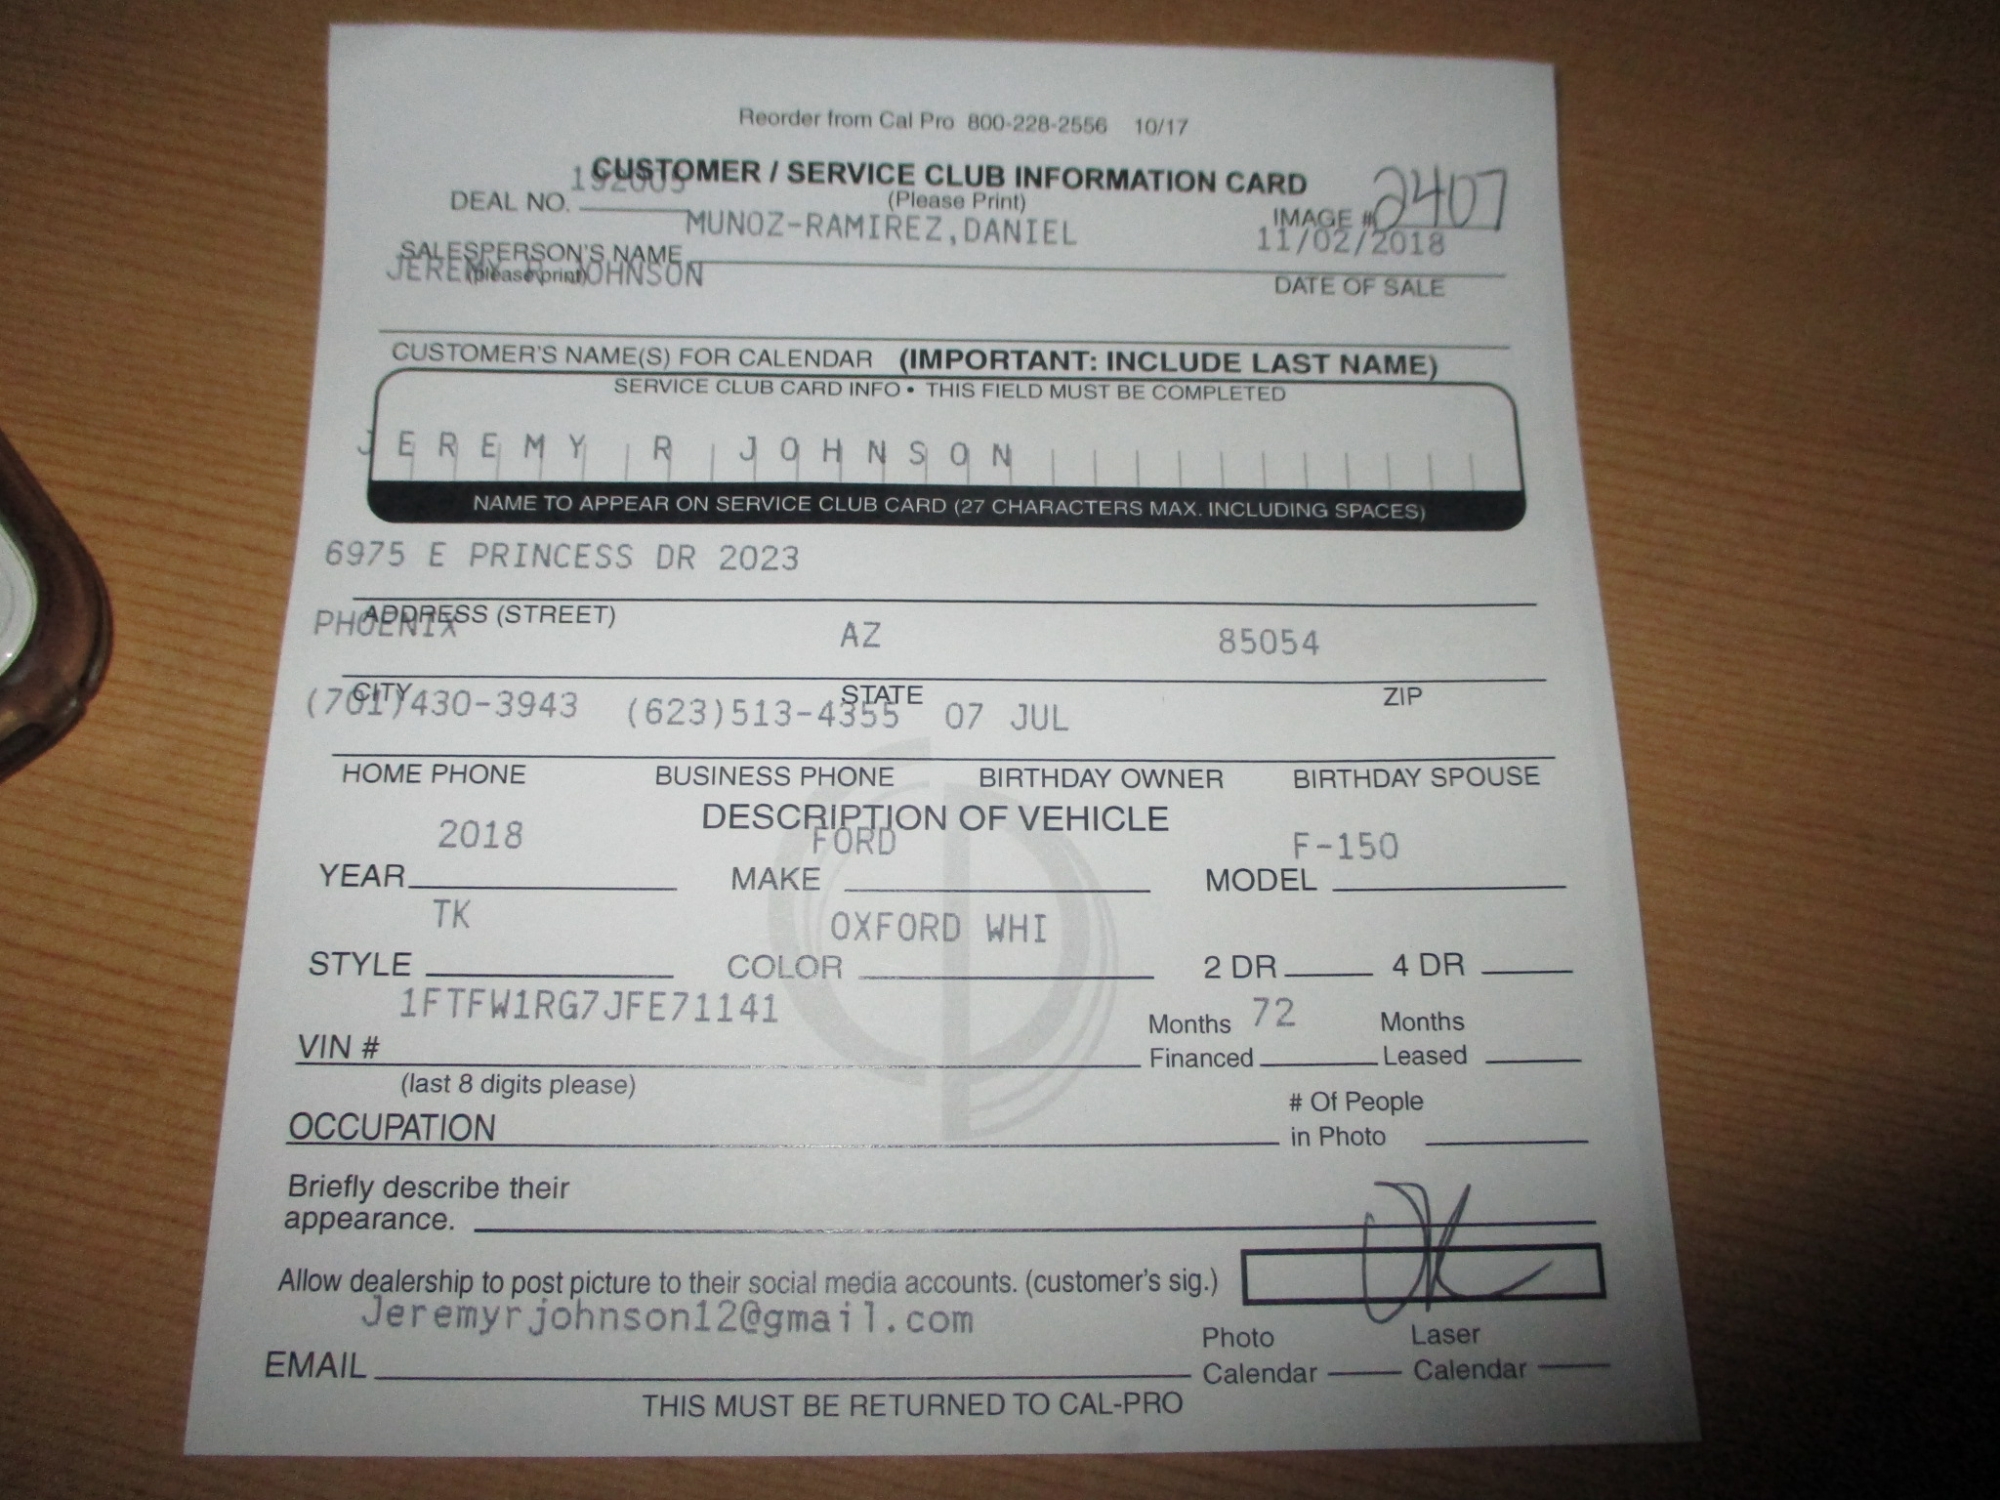 Reorder from Cal Pro 800-228-2556 10/17
CUSTOMER / SERVICE CLUB INFORMATION CARD
(Please Print)
DEAL NO. IMAGE # 2407
MUNOZ-RAMIREZ,DANIEL 11/02/2018
SALESPERSON'S NAME
(please print) DATE OF SALE
JEREMY R JOHNSON
CUSTOMER'S NAME(S) FOR CALENDAR (IMPORTANT: INCLUDE LAST NAME)
SERVICE CLUB CARD INFO • THIS FIELD MUST BE COMPLETED
JEREMY R JOHNSON
NAME TO APPEAR ON SERVICE CLUB CARD (27 CHARACTERS MAX. INCLUDING SPACES)
6975 E PRINCESS DR 2023
ADDRESS (STREET)
PHOENIX AZ 85054
CITY STATE ZIP
(701)430-3943 (623)513-4355 07 JUL
HOME PHONE BUSINESS PHONE BIRTHDAY OWNER BIRTHDAY SPOUSE
DESCRIPTION OF VEHICLE
2018 FORD F-150
YEAR MAKE MODEL
TK OXFORD WHI
STYLE COLOR 2 DR 4 DR
1FTFW1RG7JFE71141 72
VIN # Months Financed Months Leased
(last 8 digits please)
OCCUPATION # Of People in Photo
Briefly describe their
appearance.
Allow dealership to post picture to their social media accounts. (customer's sig.)
Jeremyrjohnson12@gmail.com
EMAIL Photo Calendar Laser Calendar
THIS MUST BE RETURNED TO CAL-PRO